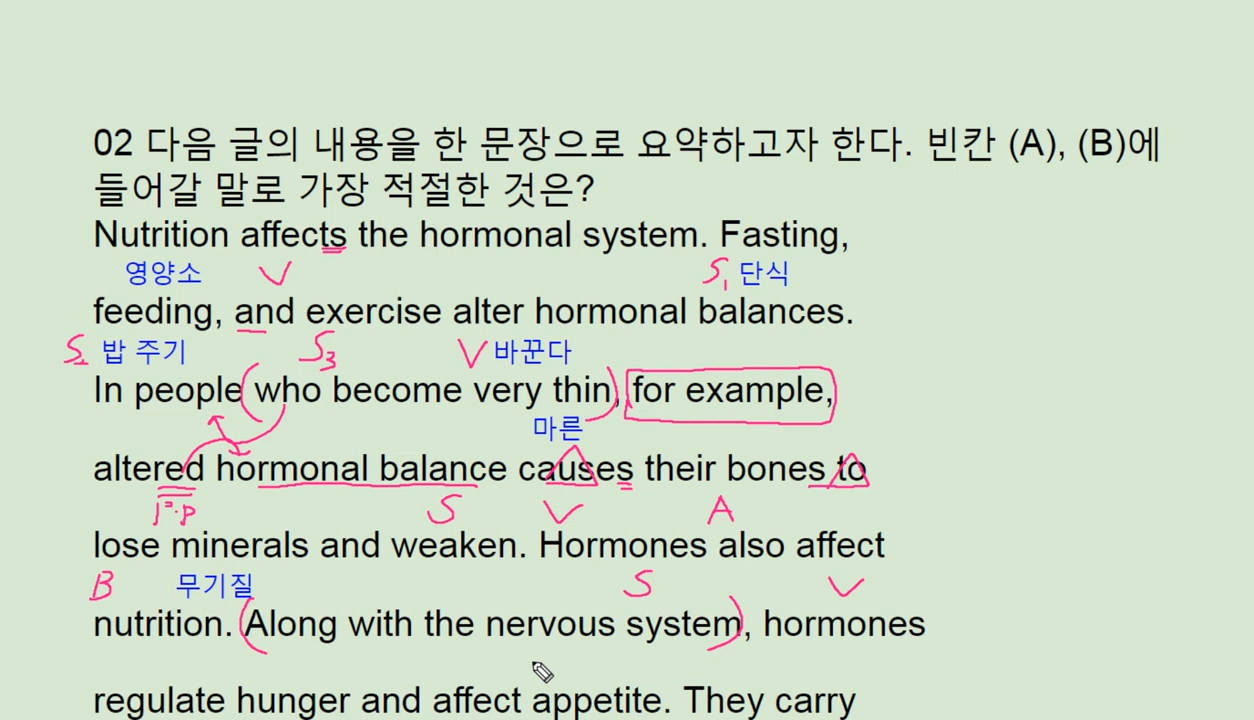 02 다음 글의 내용을 한 문장으로 요약하고자 한다. 빈칸 (A), (B)에
들어갈 말로 가장 적절한 것은?
Nutrition affects the hormonal system. Fasting,
영양소 V S₁ 단식
feeding, and exercise alter hormonal balances.
S₂ 밥 주기 S₃ V 바꾼다
In people who become very thin, for example,
마른
altered hormonal balance causes their bones to
p.p S V A
lose minerals and weaken. Hormones also affect
B 무기질 S V
nutrition. (Along with the nervous system), hormones
regulate hunger and affect appetite. They carry